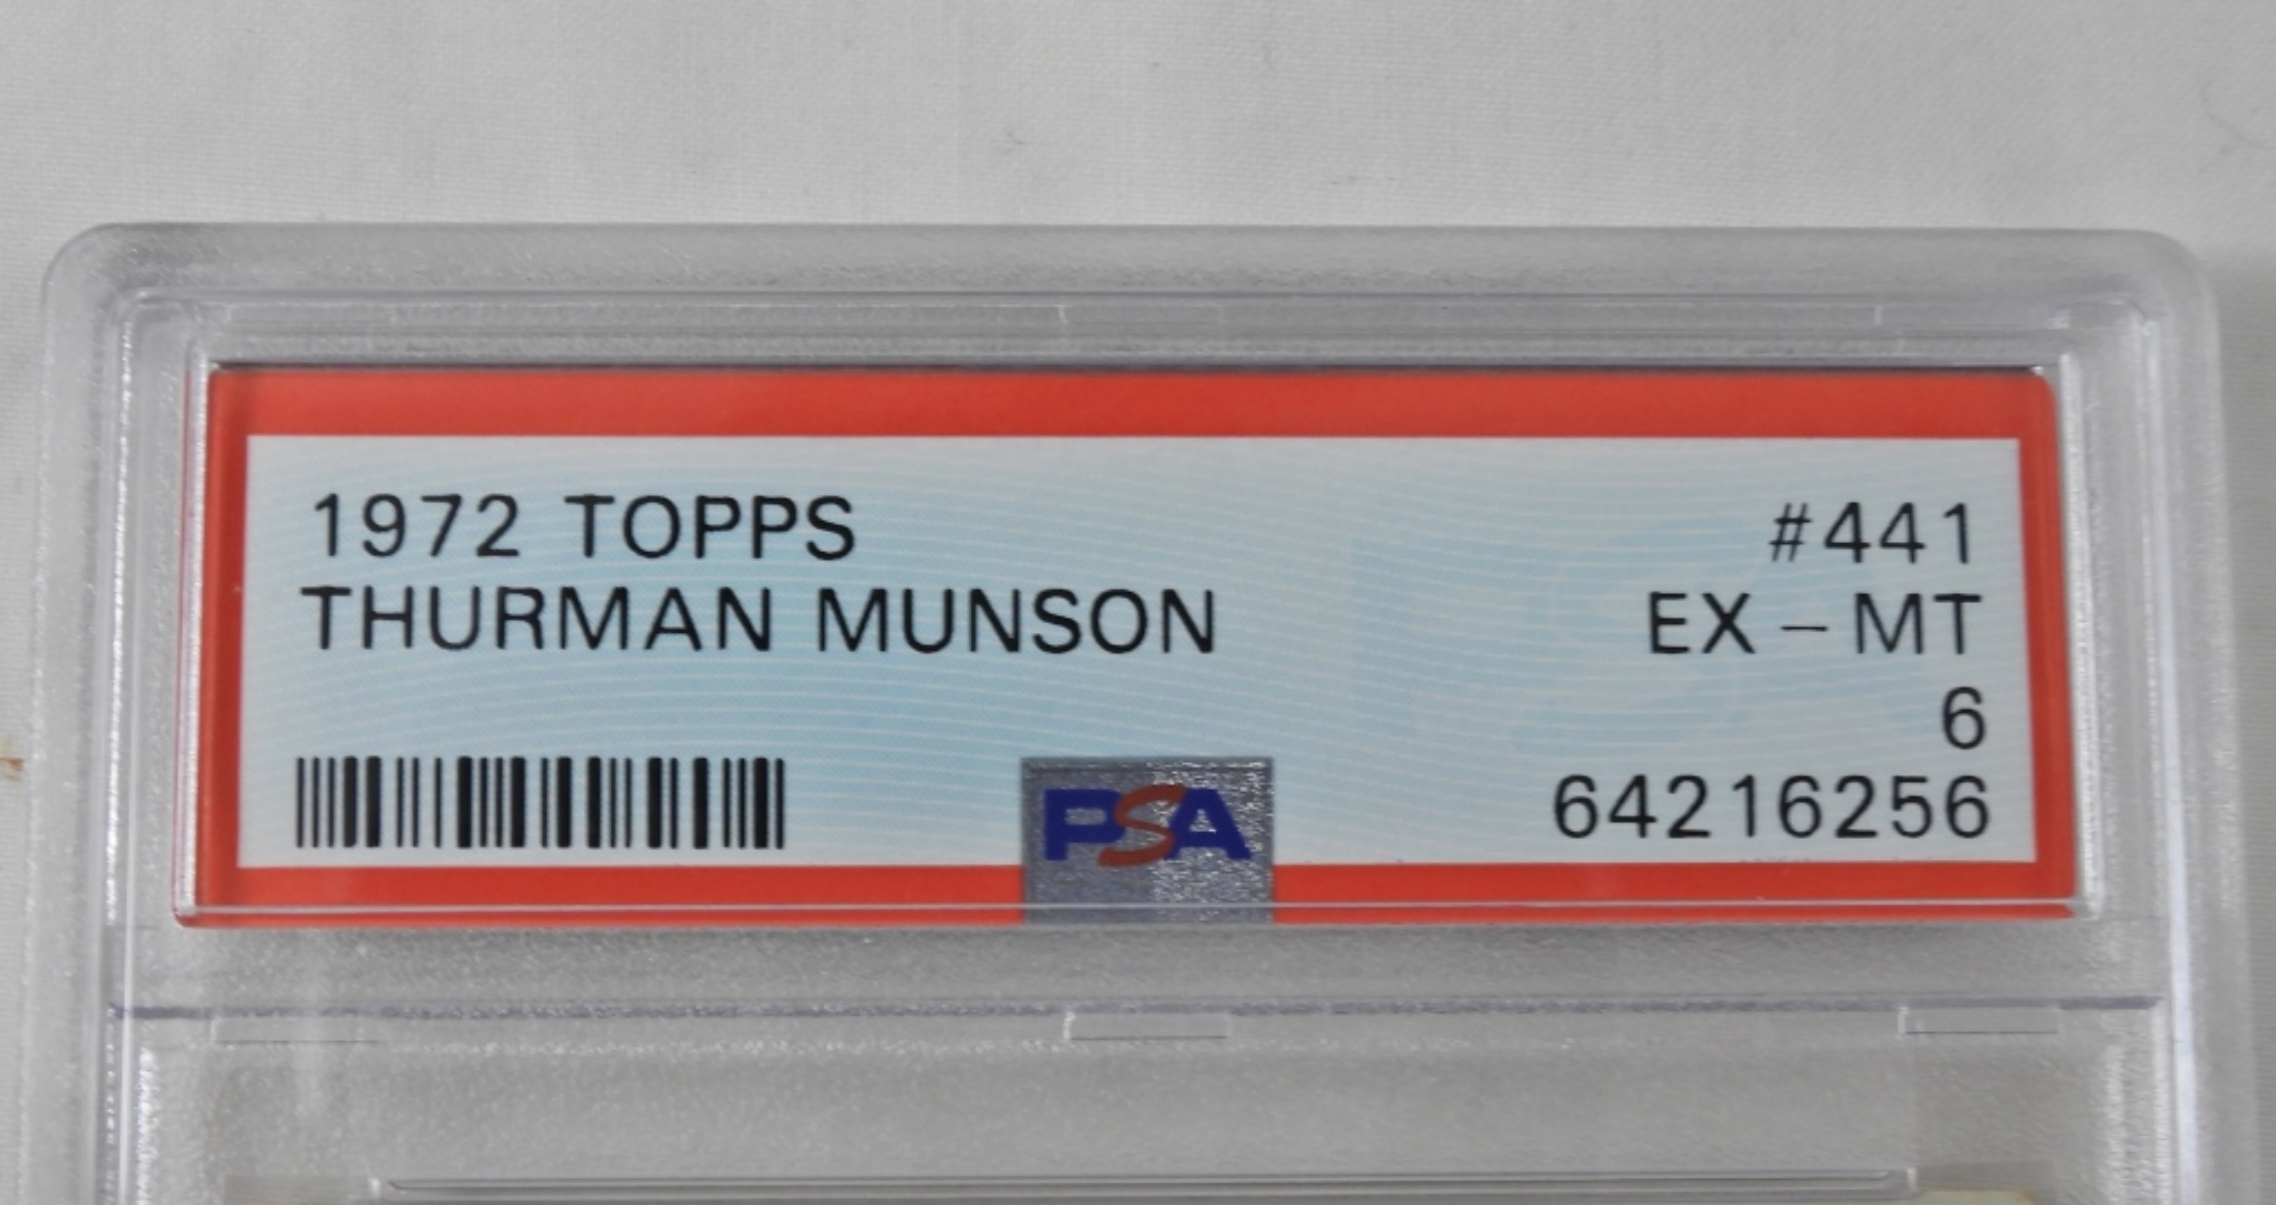 1972 TOPPS #441
THURMAN MUNSON EX - MT
6
PSA 64216256